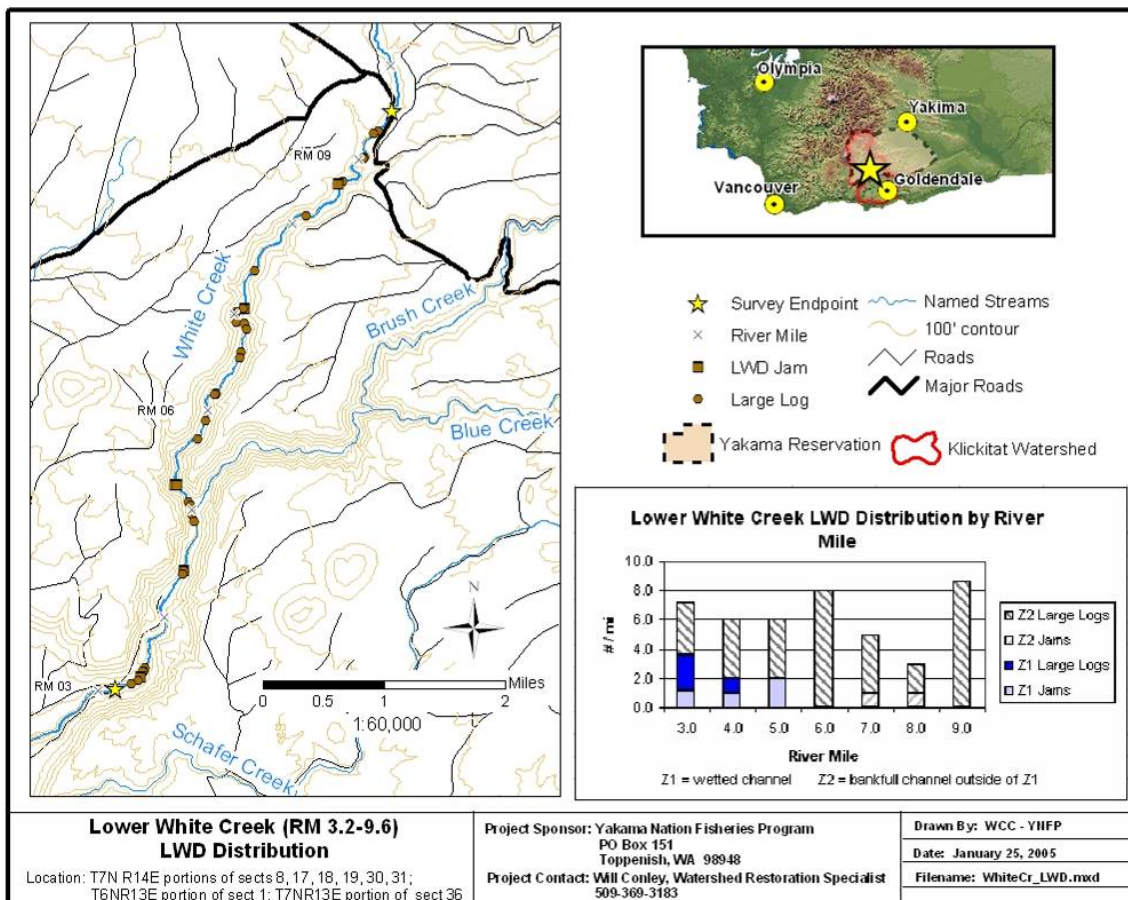 RM 09
White Creek
Brush Creek
RM 06
Blue Creek
N
RM 03
Miles
0 0.5 1 2
1:60,000
Schafer Creek
Olympia
Yakima
Vancouver
Goldendale
Survey Endpoint
River Mile
LWD Jam
Large Log
Named Streams
100' contour
Roads
Major Roads
Yakama Reservation
Klickitat Watershed
Lower White Creek LWD Distribution by River
Mile
# / mi
10.0
8.0
6.0
4.0
2.0
0.0
3.0 4.0 5.0 6.0 7.0 8.0 9.0
River Mile
Z2 Large Logs
Z2 Jams
Z1 Large Logs
Z1 Jams
Z1 = wetted channel Z2 = bankfull channel outside of Z1
Lower White Creek (RM 3.2-9.6)
LWD Distribution
Location: T7N R14E portions of sects 8, 17, 18, 19, 30, 31;
T6NR13E portion of sect 1; T7NR13E portion of sect 36
Project Sponsor: Yakama Nation Fisheries Program
PO Box 151
Toppenish, WA 98948
Project Contact: Will Conley, Watershed Restoration Specialist
509-369-3183
Drawn By: WCC - YNFP
Date: January 25, 2005
Filename: WhiteCr_LWD.mxd